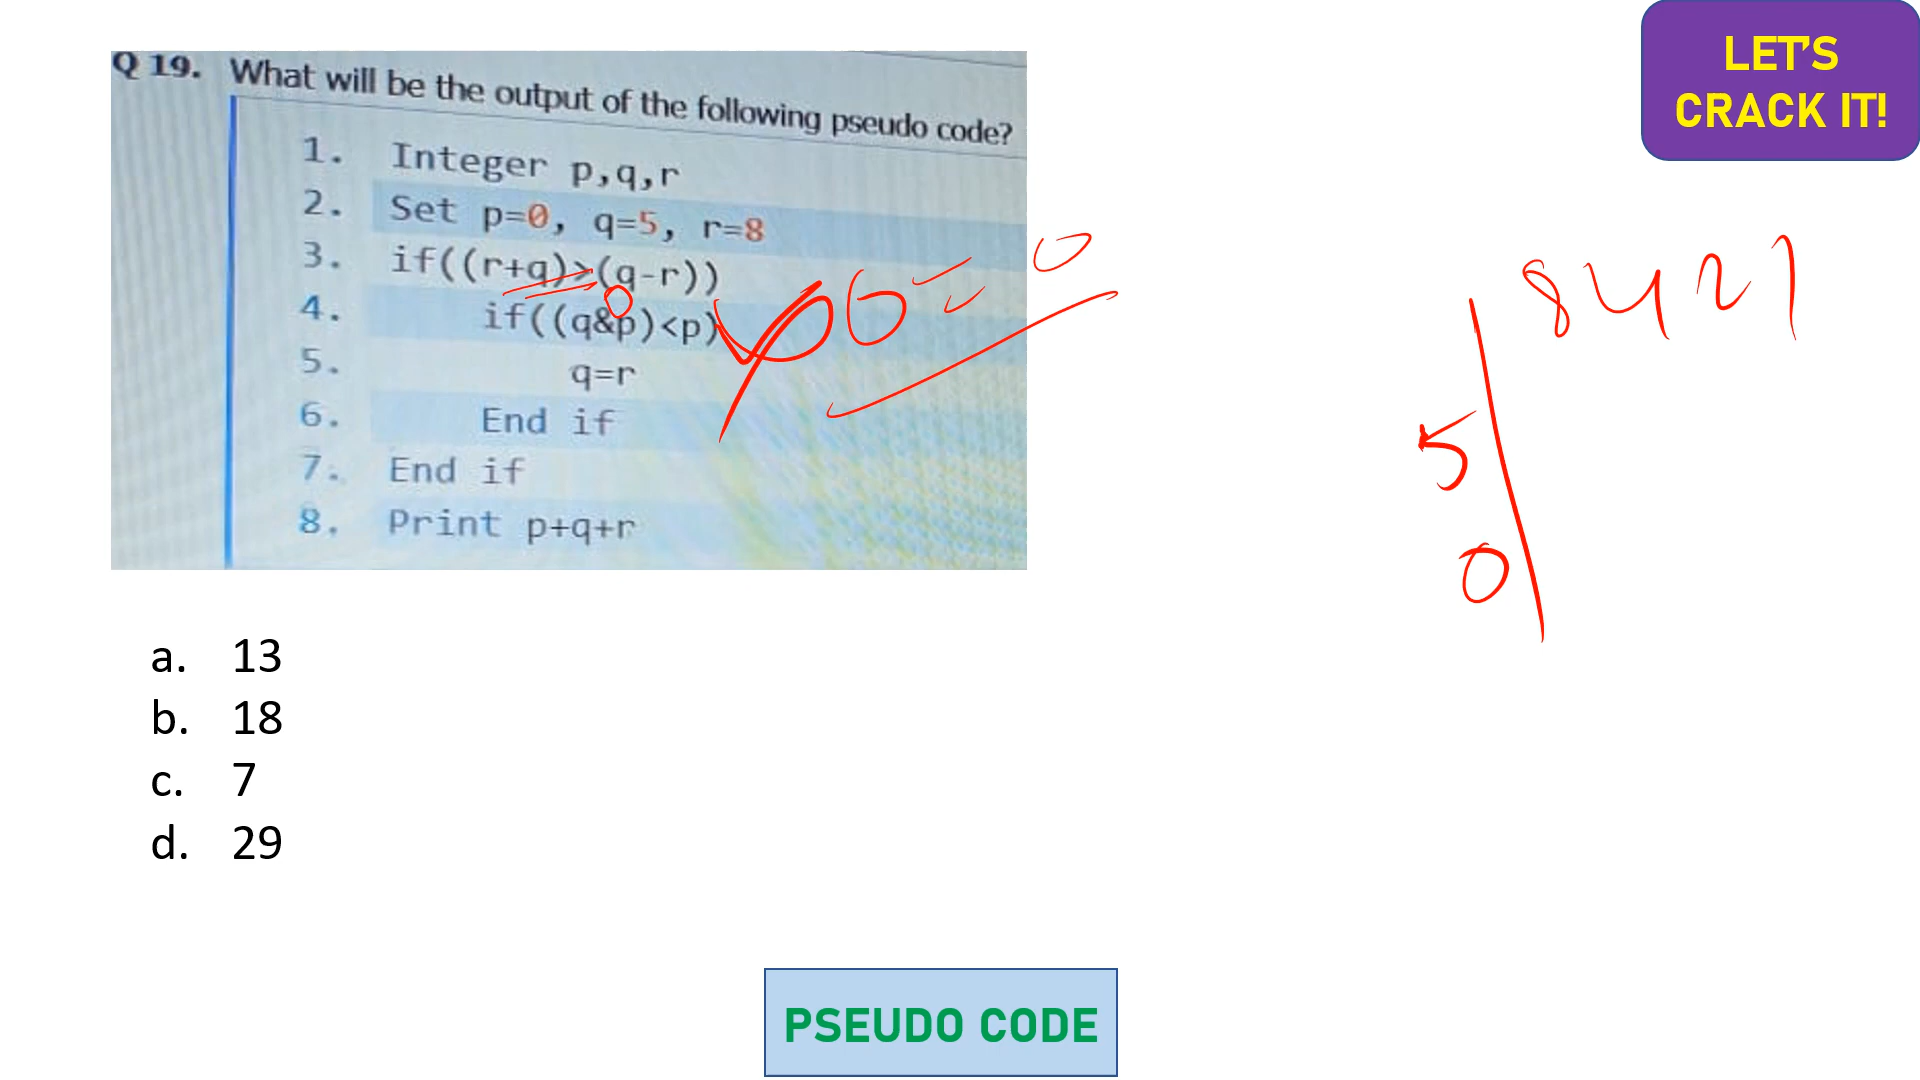 LET'S
CRACK IT!
Q 19. What will be the output of the following pseudo code?
1. Integer p,q,r
2. Set p=0, q=5, r=8
3. if((r+q)>(q-r))
4. if((q&p)<p)
5. q=r
6. End if
7. End if
8. Print p+q+r
0
= 0
8 4 2 1
5
0
a. 13
b. 18
c. 7
d. 29
PSEUDO CODE